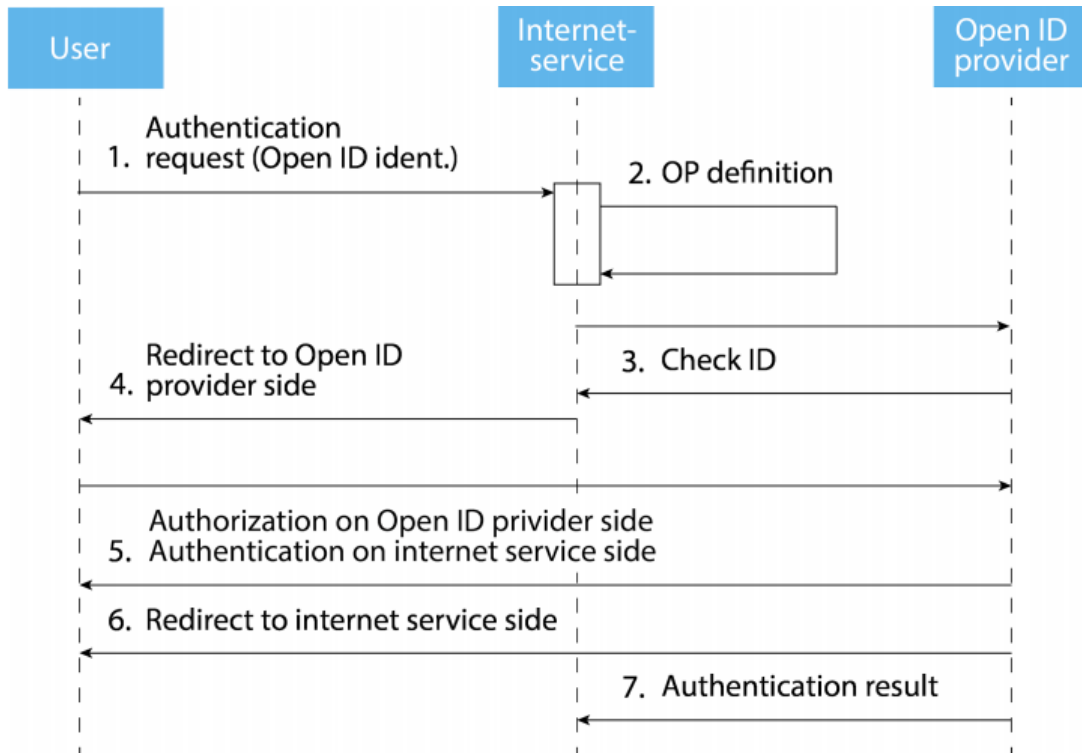 User
Internet-
service
Open ID
provider
Authentication
1. request (Open ID ident.)
2. OP definition
3. Check ID
Redirect to Open ID
4. provider side
Authorization on Open ID privider side
5. Authentication on internet service side
6. Redirect to internet service side
7. Authentication result